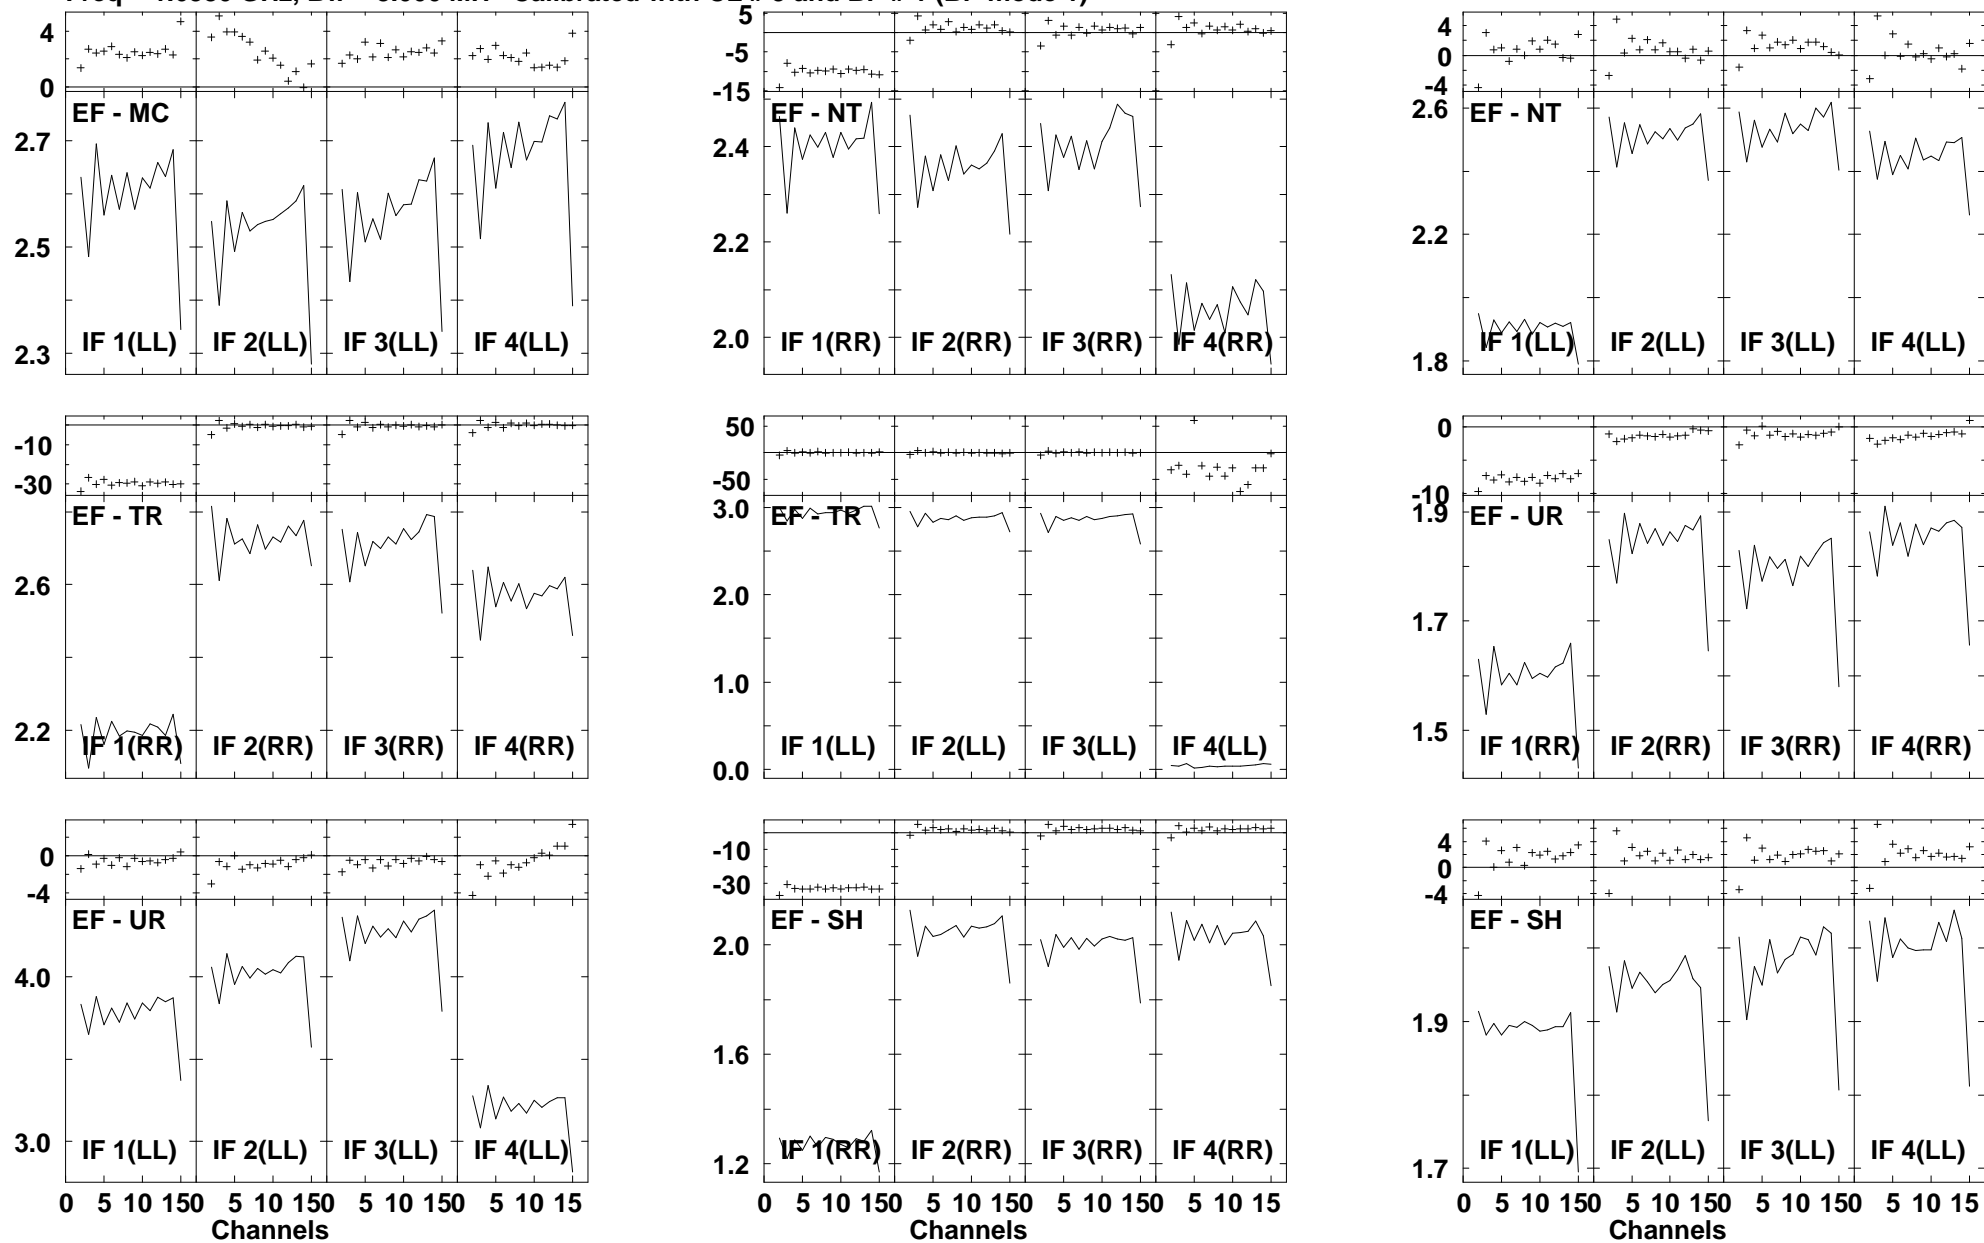 4
0
EF - MC
2.7
2.5
2.3
IF 1(LL) IF 2(LL) IF 3(LL) IF 4(LL)
5
-5
-15
EF - NT
2.4
2.2
2.0
IF 1(RR) IF 2(RR) IF 3(RR) IF 4(RR)
4
0
-4
EF - NT
2.6
2.2
1.8
IF 1(LL) IF 2(LL) IF 3(LL) IF 4(LL)
-10
-30
EF - TR
2.6
2.2
IF 1(RR) IF 2(RR) IF 3(RR) IF 4(RR)
50
-50
EF - TR
3.0
2.0
1.0
0.0
IF 1(LL) IF 2(LL) IF 3(LL) IF 4(LL)
0
-10
EF - UR
1.9
1.7
1.5
IF 1(RR) IF 2(RR) IF 3(RR) IF 4(RR)
0
-4
EF - UR
4.0
3.0
IF 1(LL) IF 2(LL) IF 3(LL) IF 4(LL)
0 5 10 150 5 10 150 5 10 150 5 10 15
Channels
-10
-30
EF - SH
2.0
1.6
1.2
IF 1(RR) IF 2(RR) IF 3(RR) IF 4(RR)
0 5 10 150 5 10 150 5 10 150 5 10 15
Channels
4
0
-4
EF - SH
1.9
1.7
IF 1(LL) IF 2(LL) IF 3(LL) IF 4(LL)
0 5 10 150 5 10 150 5 10 150 5 10 15
Channels